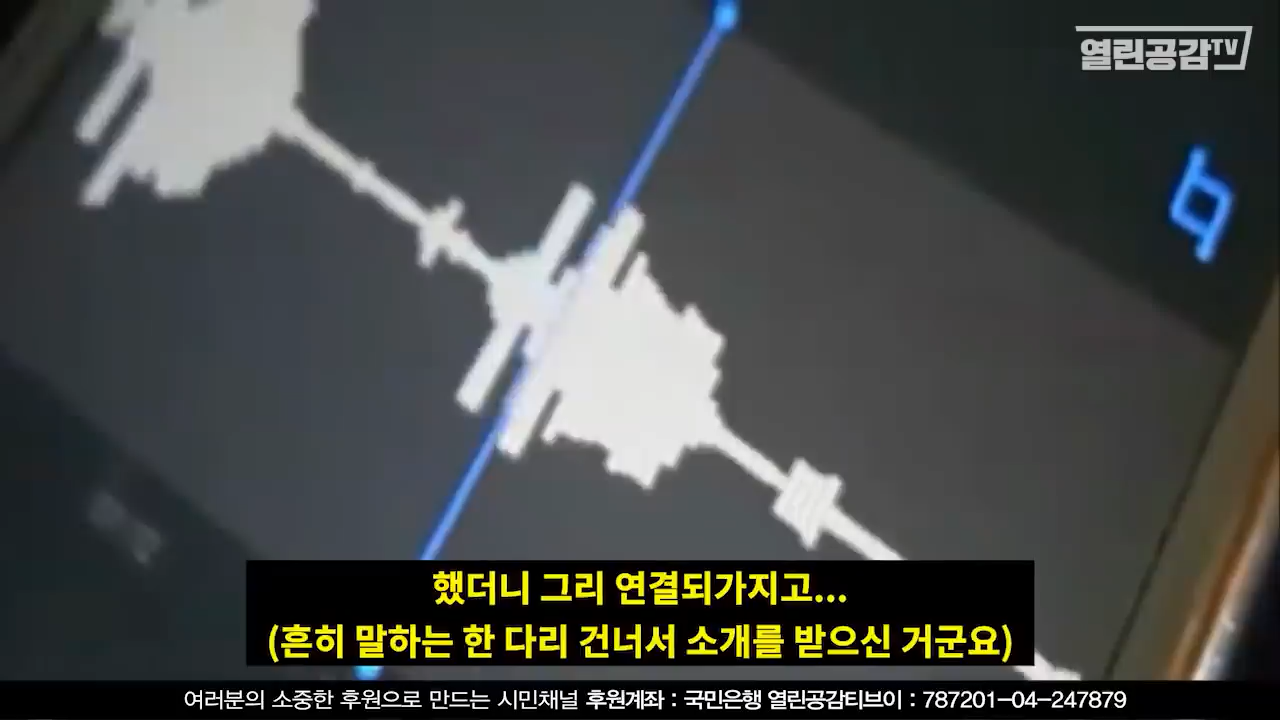 열린공감TV
했더니 그리 연결되가지고...
(흔히 말하는 한 다리 건너서 소개를 받으신 거군요)
여러분의 소중한 후원으로 만드는 시민채널 후원계좌 : 국민은행 열린공감티브이 : 787201-04-247879